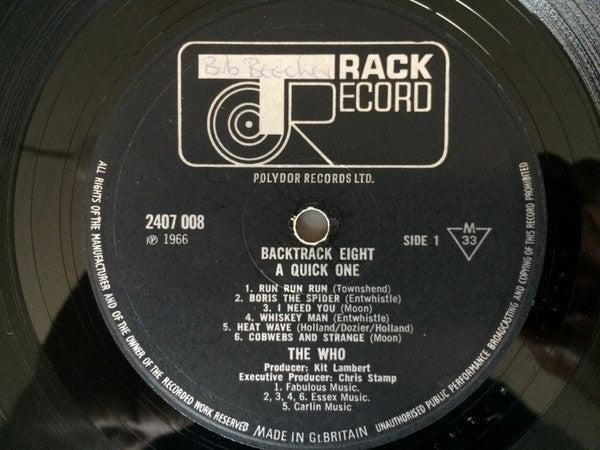 Bob Beecher
TRACK
RECORD
POLYDOR RECORDS LTD.
2407 008
℗ 1966
SIDE 1
M
33
BACKTRACK EIGHT
A QUICK ONE
1. RUN RUN RUN (Townshend)
2. BORIS THE SPIDER (Entwhistle)
3. I NEED YOU (Moon)
4. WHISKEY MAN (Entwhistle)
5. HEAT WAVE (Holland/Dozier/Holland)
6. COBWEBS AND STRANGE (Moon)
THE WHO
Producer: Kit Lambert
Executive Producer: Chris Stamp
1. Fabulous Music.
2, 3, 4, 6. Essex Music.
5. Carlin Music
ALL RIGHTS OF THE MANUFACTURER AND OF THE OWNER OF THE RECORDED WORK RESERVED
MADE IN GT. BRITAIN
UNAUTHORISED PUBLIC PERFORMANCE BROADCASTING AND COPYING OF THIS RECORD PROHIBITED